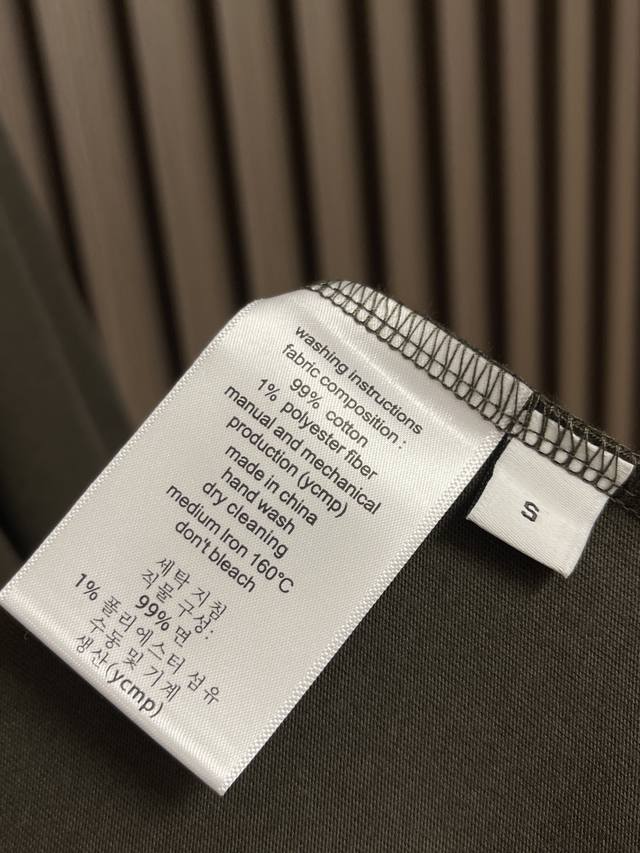 washing instructions
fabric composition :
99% cotton
1% polyester fiber
manual and mechanical
production (ycmp)
made in china
hand wash
dry cleaning
medium Iron 160°C
don't bleach
세탁 지침
직물 구성:
99% 면
1% 폴리에스터 섬유
수동 및 기계
생산(ycmp)
S